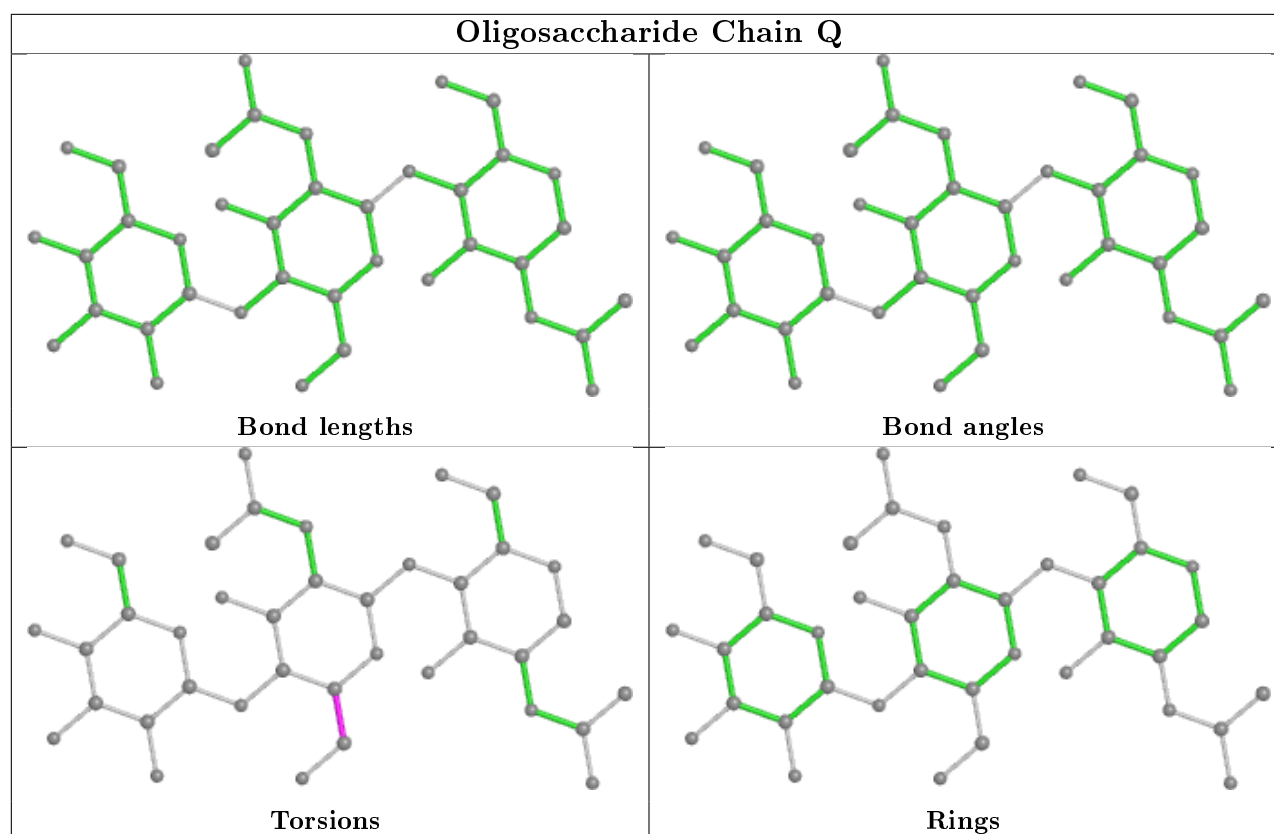 Oligosaccharide Chain Q
Bond lengths
Bond angles
Torsions
Rings